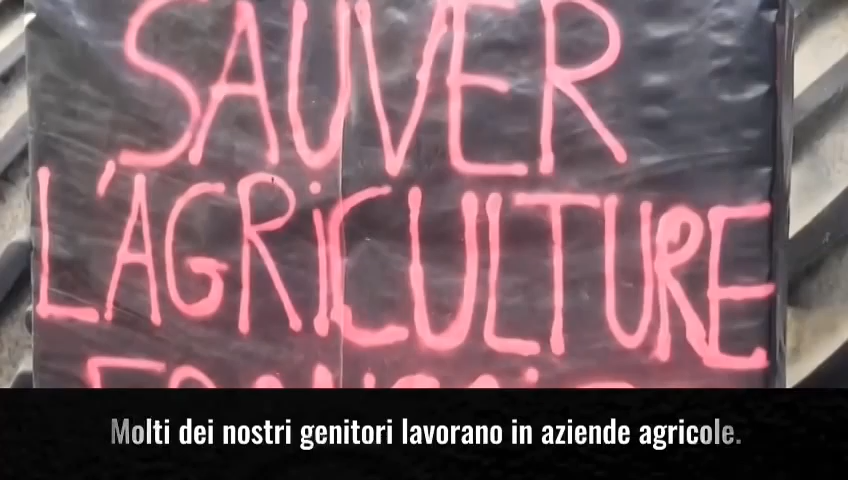 SAUVER
L'AGRiCULTURE
Molti dei nostri genitori lavorano in aziende agricole.